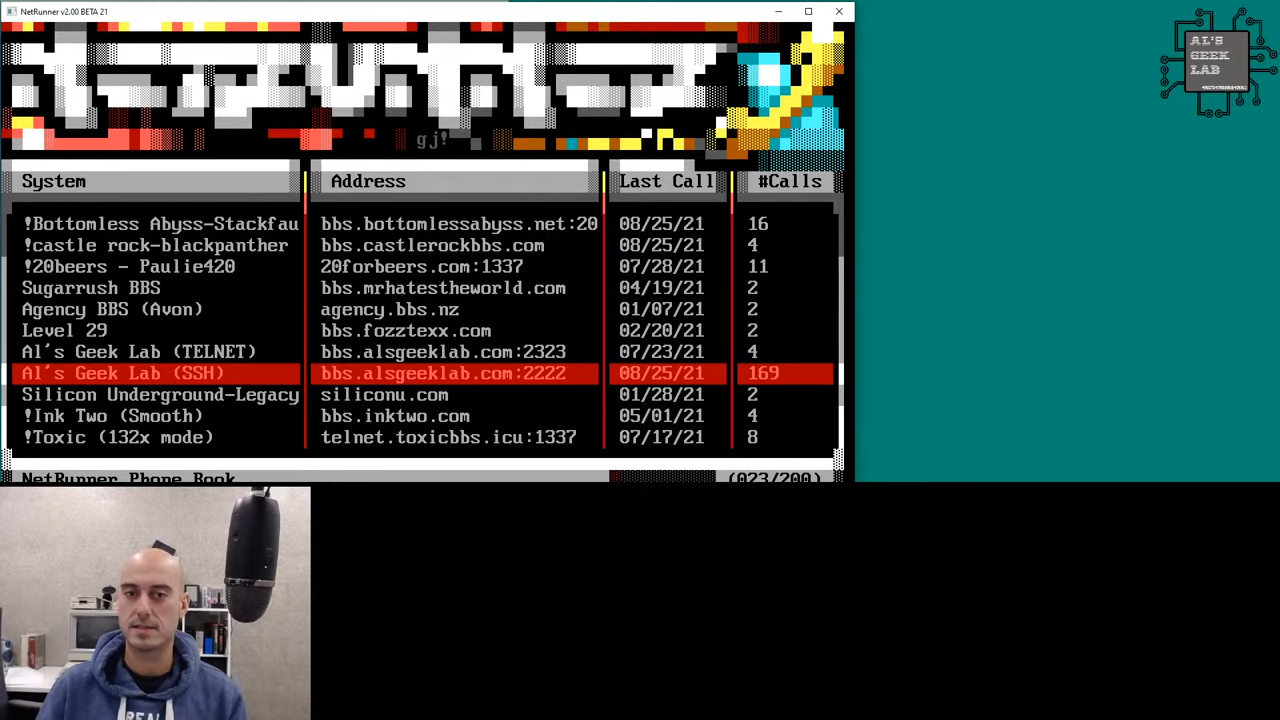 NetRunner v2.00 BETA 21
AL'S
GEEK
LAB
gj!
System Address Last Call #Calls
!Bottomless Abyss-Stackfau bbs.bottomlessabyss.net:20 08/25/21 16
!castle rock-blackpanther bbs.castlerockbbs.com 08/25/21 4
!20beers - Paulie420 20forbeers.com:1337 07/28/21 11
Sugarrush BBS bbs.mrhatestheworld.com 04/19/21 2
Agency BBS (Avon) agency.bbs.nz 01/07/21 2
Level 29 bbs.fozztexx.com 02/20/21 2
Al's Geek Lab (TELNET) bbs.alsgeeklab.com:2323 07/23/21 4
Al's Geek Lab (SSH) bbs.alsgeeklab.com:2222 08/25/21 169
Silicon Underground-Legacy siliconu.com 01/28/21 2
!Ink Two (Smooth) bbs.inktwo.com 05/01/21 4
!Toxic (132x mode) telnet.toxicbbs.icu:1337 07/17/21 8
NetRunner Phone Book (023/200)
REAL